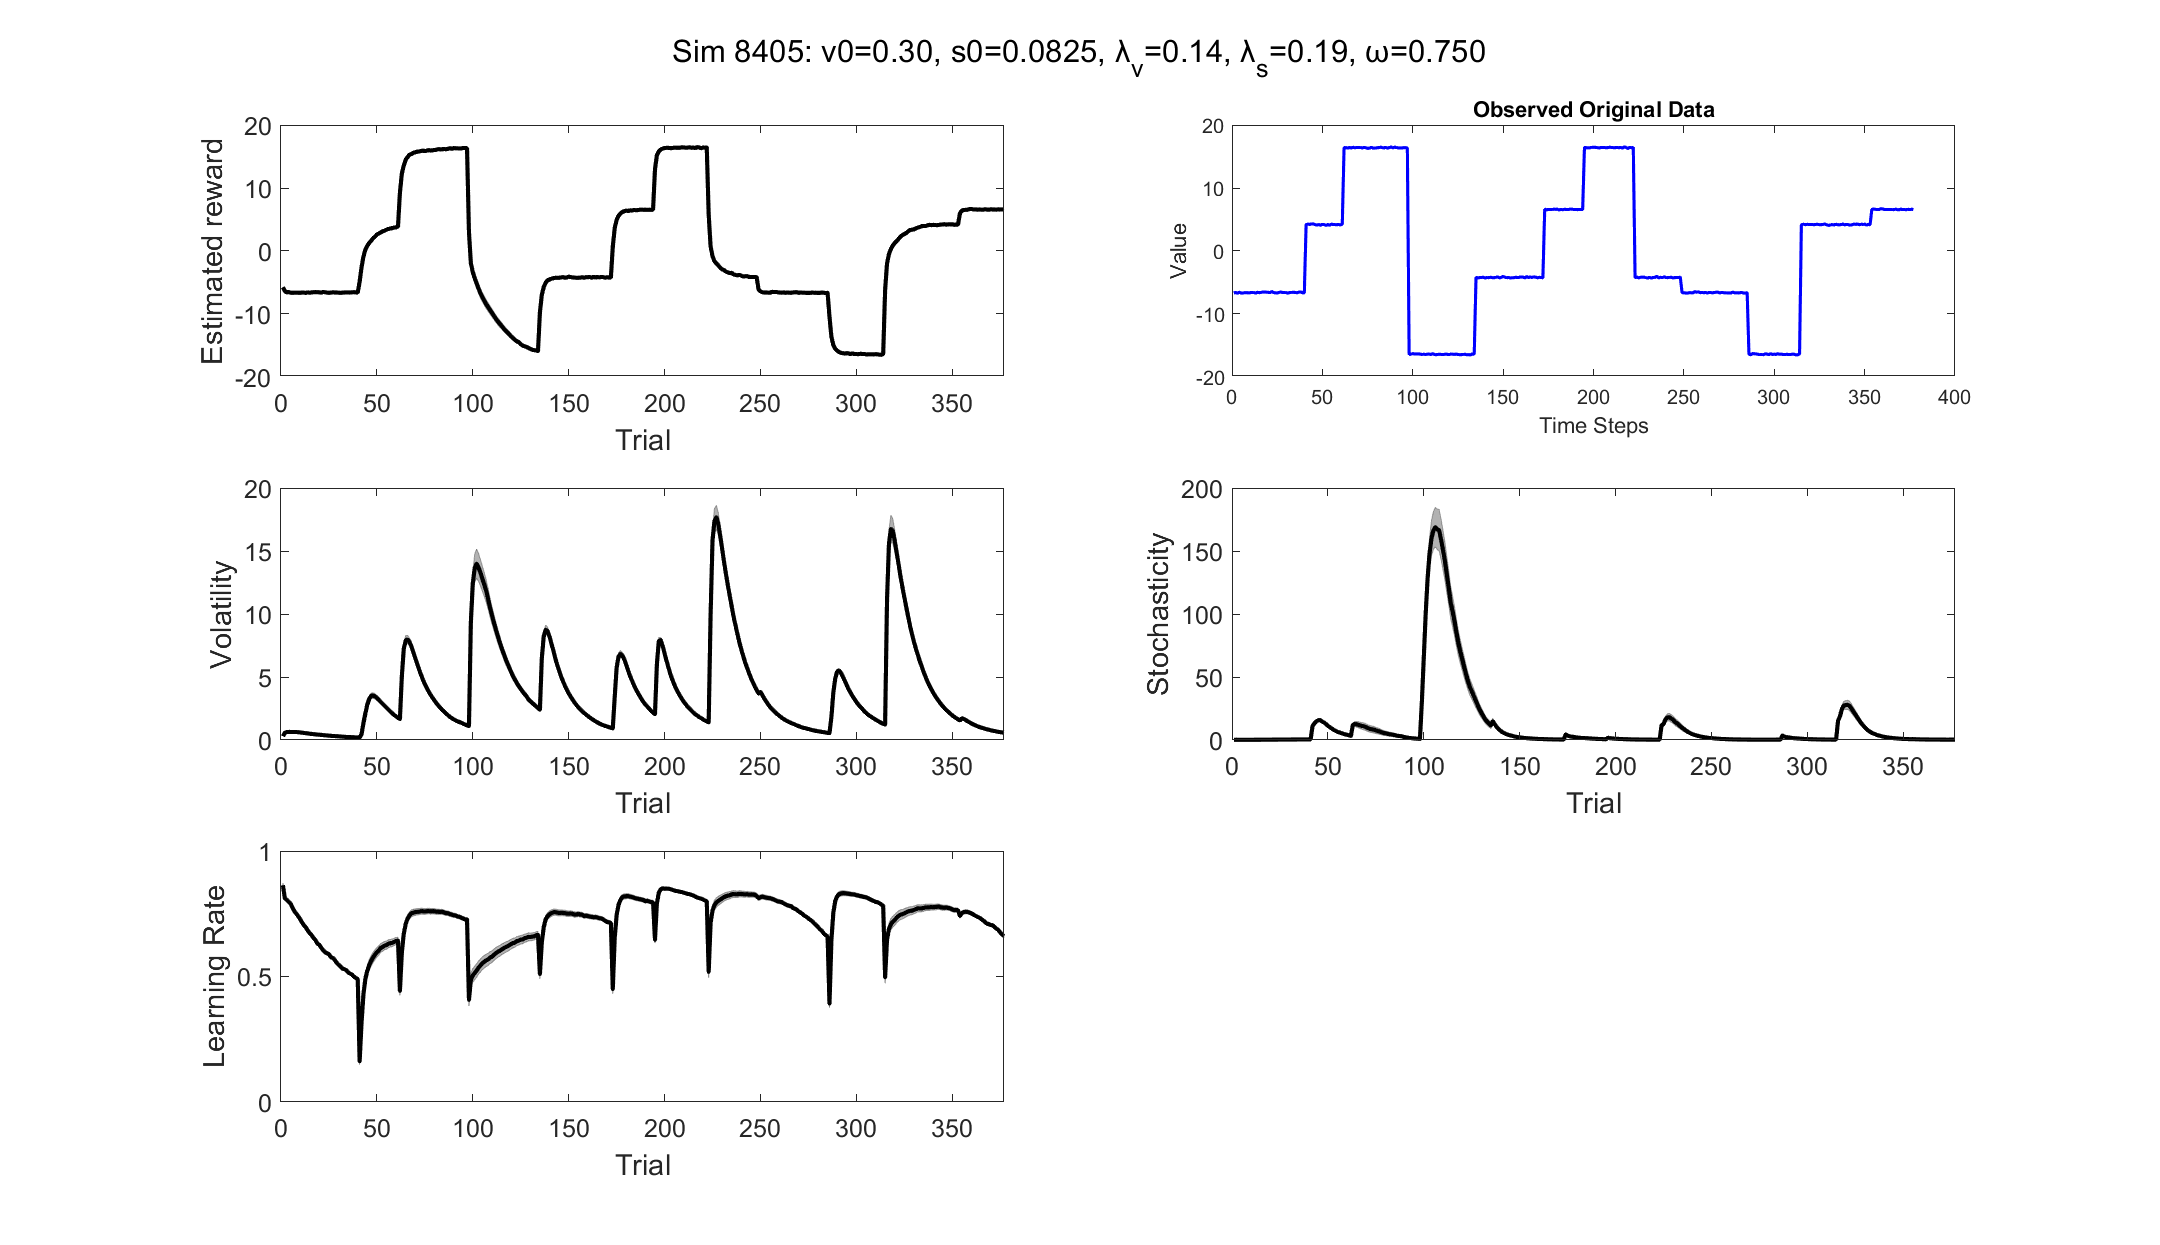 Sim 8405: v0=0.30, s0=0.0825, λv=0.14, λs=0.19, ω=0.750
20
10
0
-10
-20
Estimated reward
0 50 100 150 200 250 300 350
Trial
Observed Original Data
20
10
0
-10
-20
Value
0 50 100 150 200 250 300 350 400
Time Steps
20
15
10
5
0
Volatility
0 50 100 150 200 250 300 350
Trial
200
150
100
50
0
Stochasticity
0 50 100 150 200 250 300 350
Trial
1
0.5
0
Learning Rate
0 50 100 150 200 250 300 350
Trial